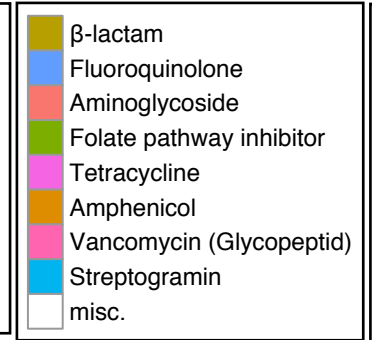 β-lactam
Fluoroquinolone
Aminoglycoside
Folate pathway inhibitor
Tetracycline
Amphenicol
Vancomycin (Glycopeptid)
Streptogramin
misc.